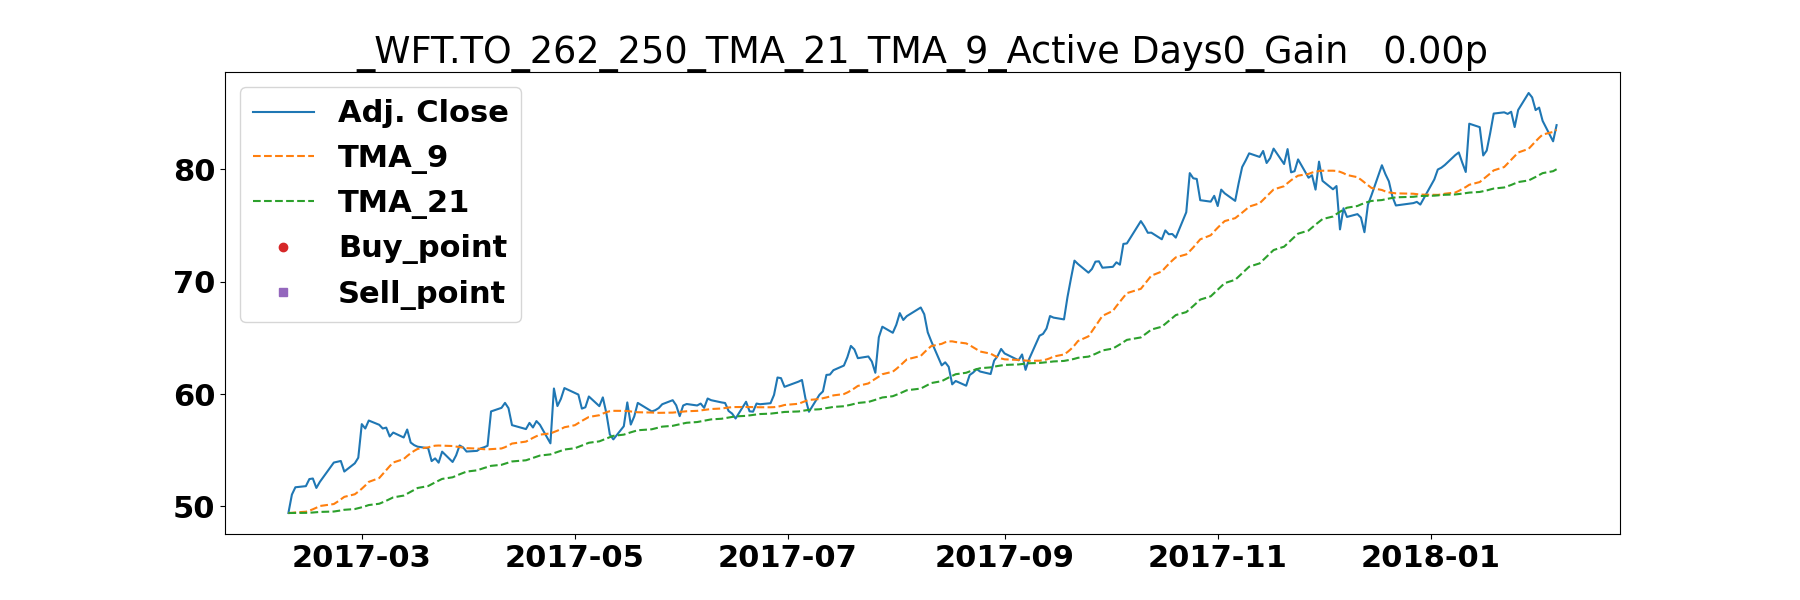 _WFT.TO_262_250_TMA_21_TMA_9_Active Days0_Gain   0.00p
Adj. Close
TMA_9
TMA_21
Buy_point
Sell_point
80
70
60
50
2017-03 2017-05 2017-07 2017-09 2017-11 2018-01